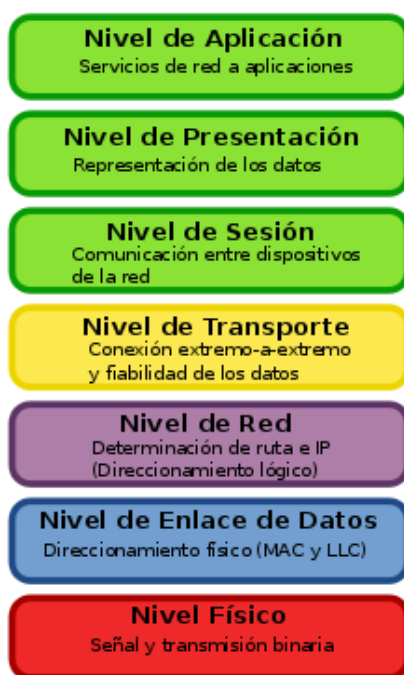 Nivel de Aplicación
Servicios de red a aplicaciones
Nivel de Presentación
Representación de los datos
Nivel de Sesión
Comunicación entre dispositivos
de la red
Nivel de Transporte
Conexión extremo-a-extremo
y fiabilidad de los datos
Nivel de Red
Determinación de ruta e IP
(Direccionamiento lógico)
Nivel de Enlace de Datos
Direccionamiento físico (MAC y LLC)
Nivel Físico
Señal y transmisión binaria